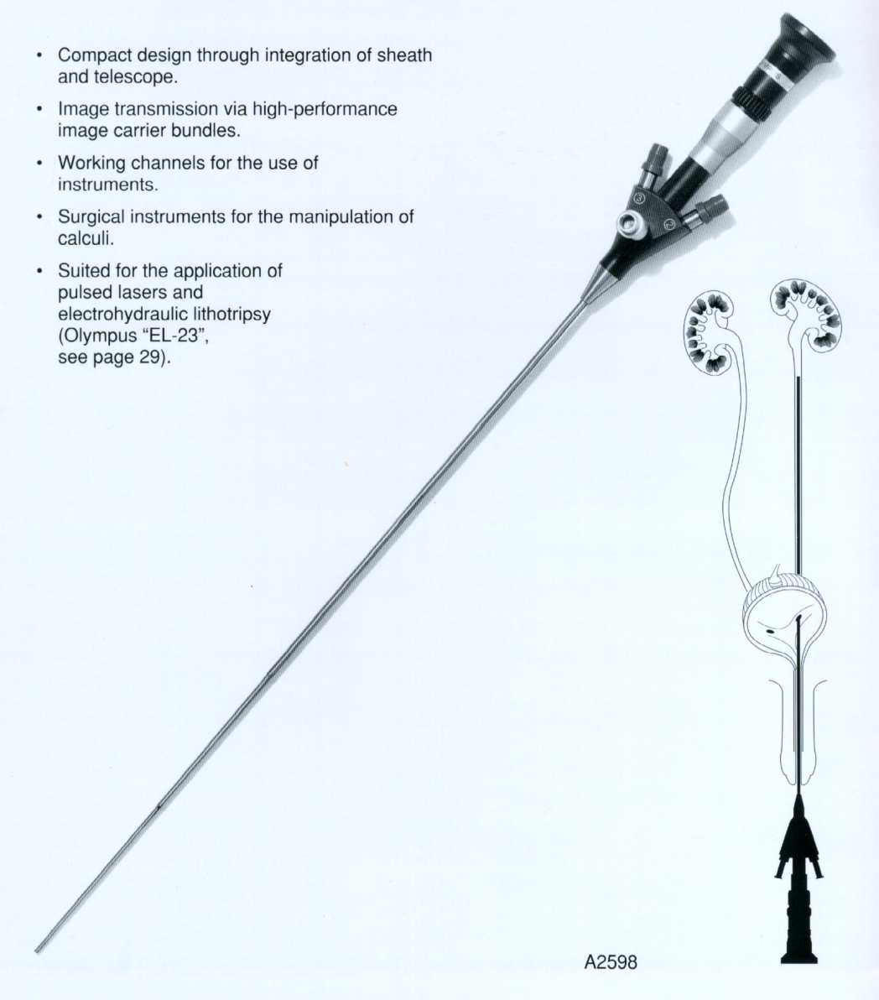 • Compact design through integration of sheath
and telescope.
• Image transmission via high-performance
image carrier bundles.
• Working channels for the use of
instruments.
• Surgical instruments for the manipulation of
calculi.
• Suited for the application of
pulsed lasers and
electrohydraulic lithotripsy
(Olympus “EL-23”,
see page 29).
A2598